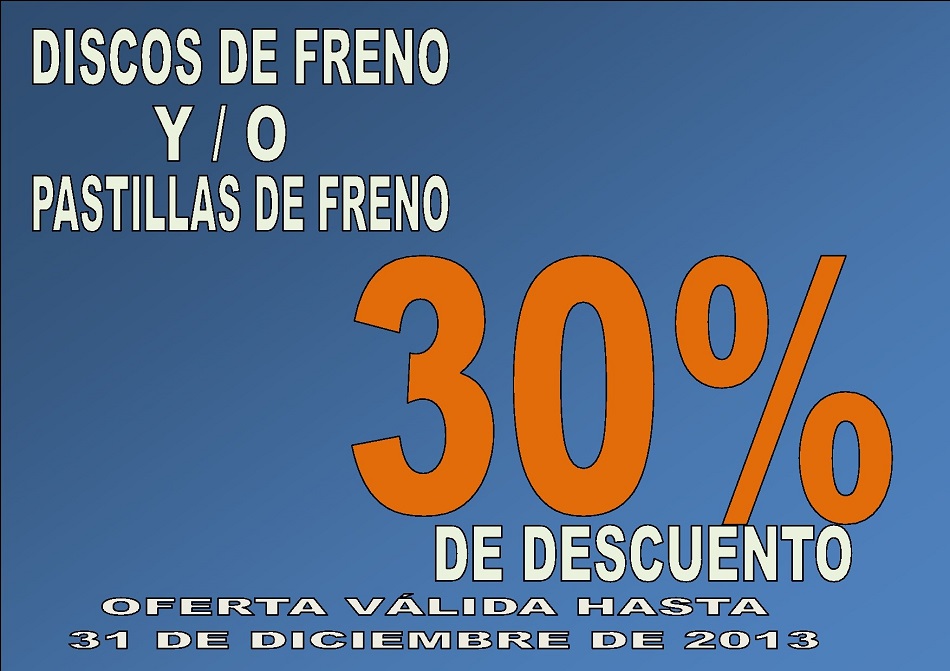 DISCOS DE FRENO
Y / O
PASTILLAS DE FRENO
30%
DE DESCUENTO
OFERTA VÁLIDA HASTA
31 DE DICIEMBRE DE 2013